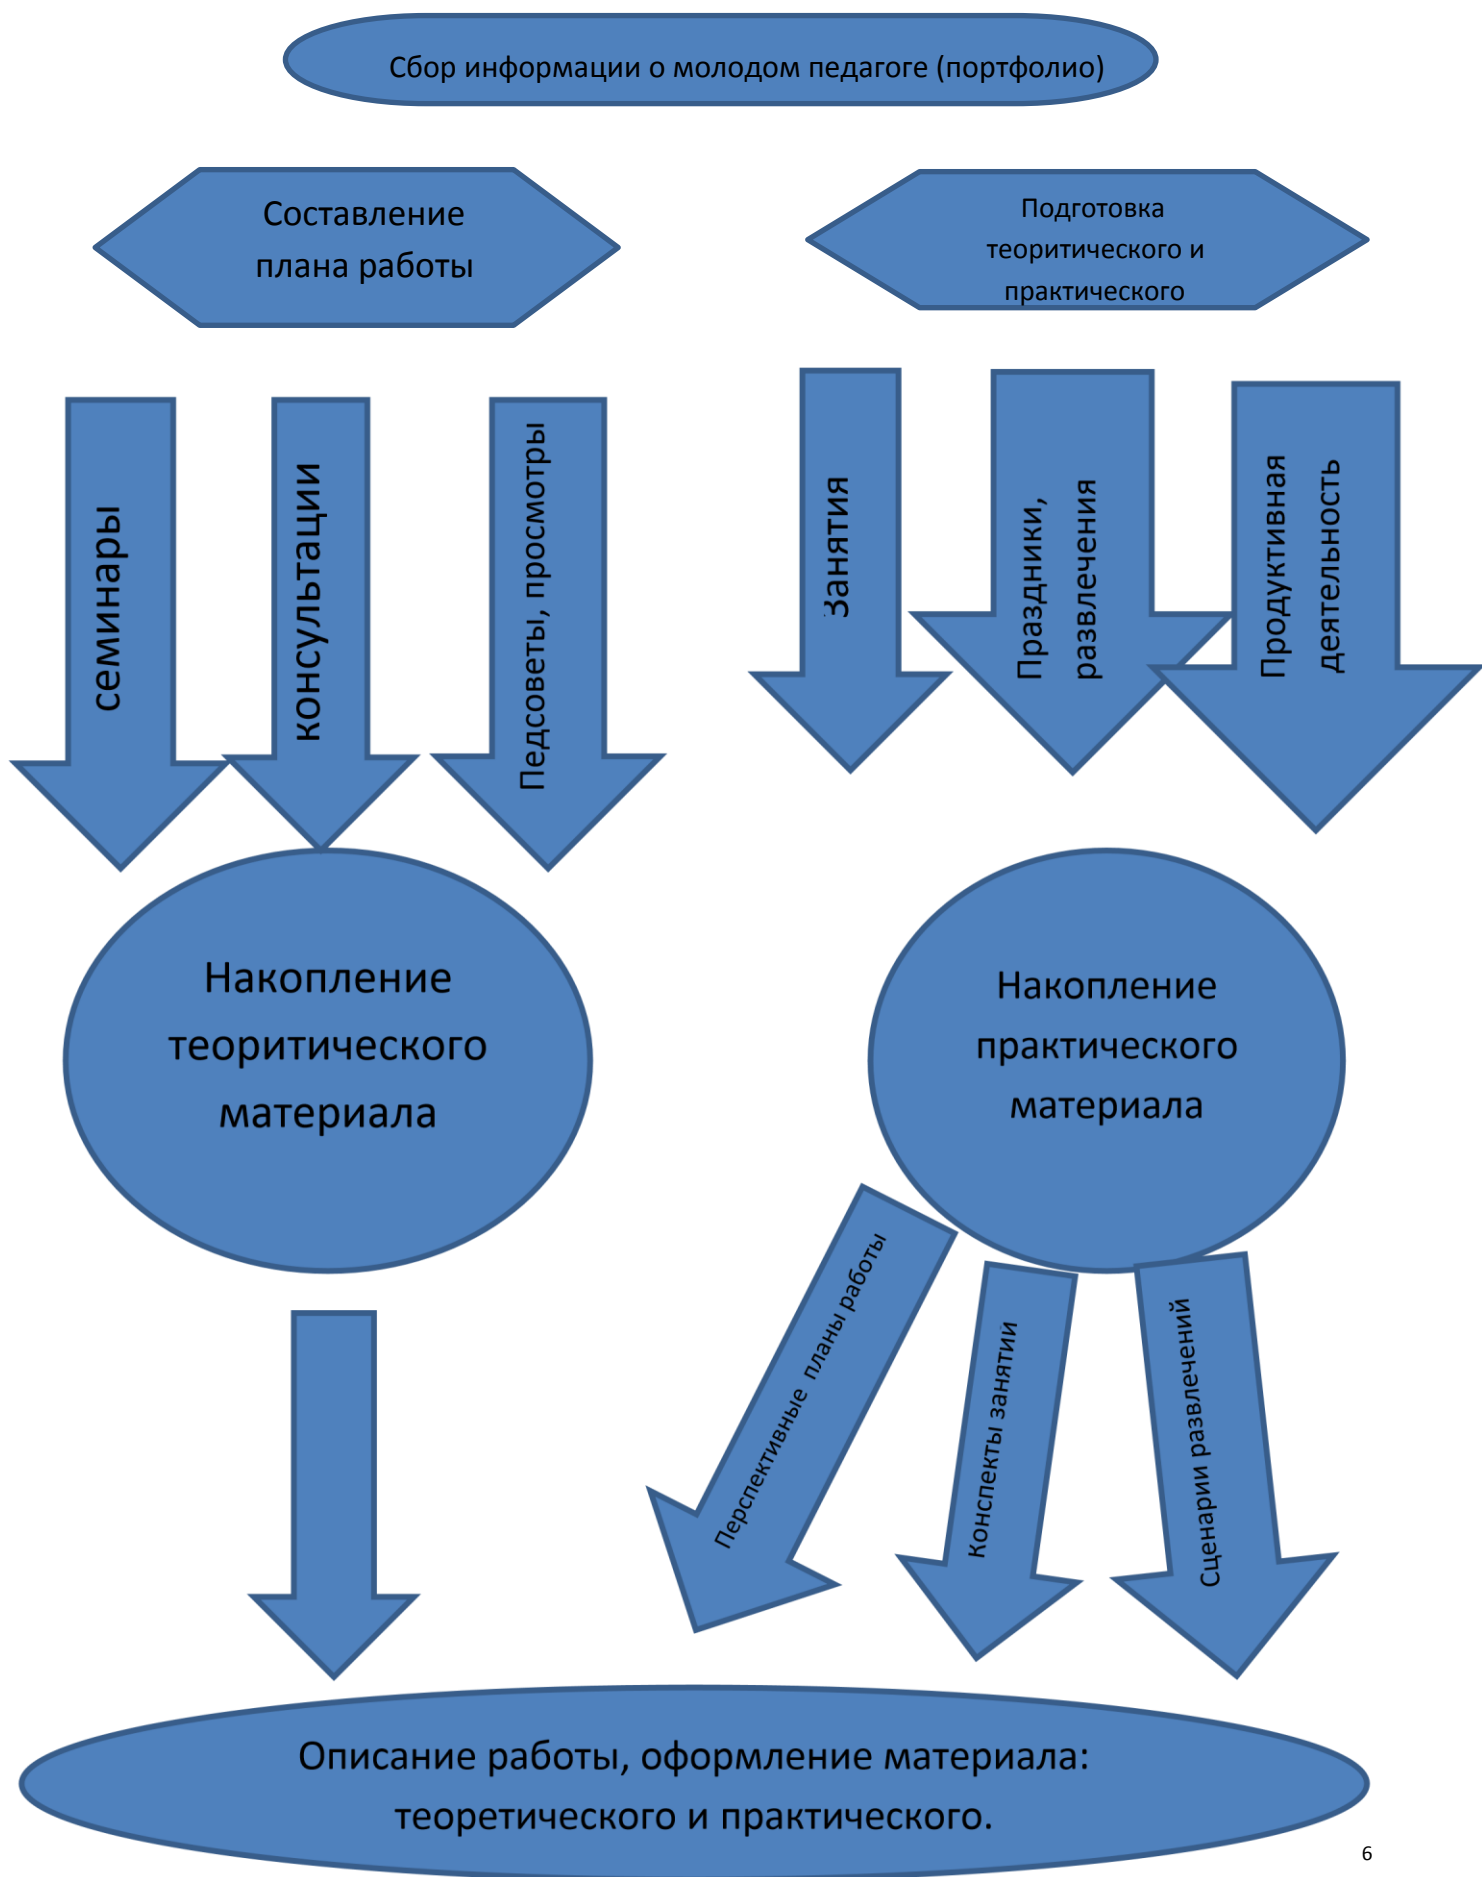 Сбор информации о молодом педагоге (портфолио)
Составление
плана работы
Подготовка
теоритического и
практического
семинары
консультации
Педсоветы, просмотры
Занятия
Праздники,
развлечения
Продуктивная
деятельность
Накопление
теоритического
материала
Накопление
практического
материала
Перспективные планы работы
конспекты занятий
Сценарии развлечений
Описание работы, оформление материала:
теоретического и практического.
6